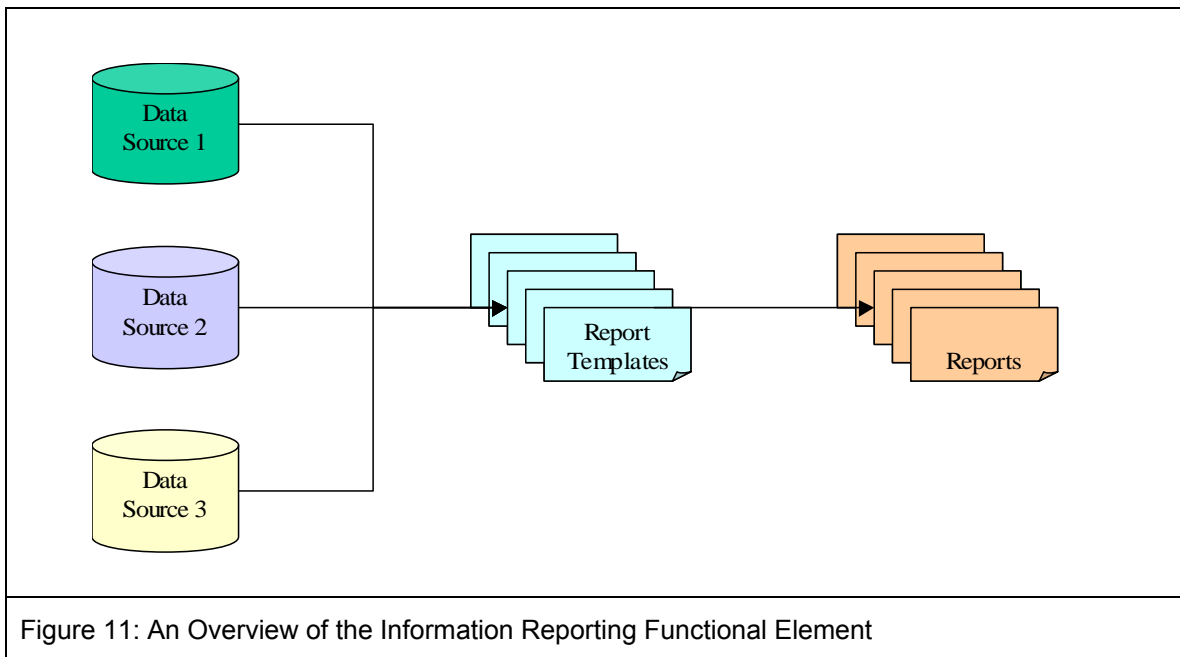 Data
Source 1
Data
Source 2
Data
Source 3
Report
Templates
Reports
Figure 11: An Overview of the Information Reporting Functional Element